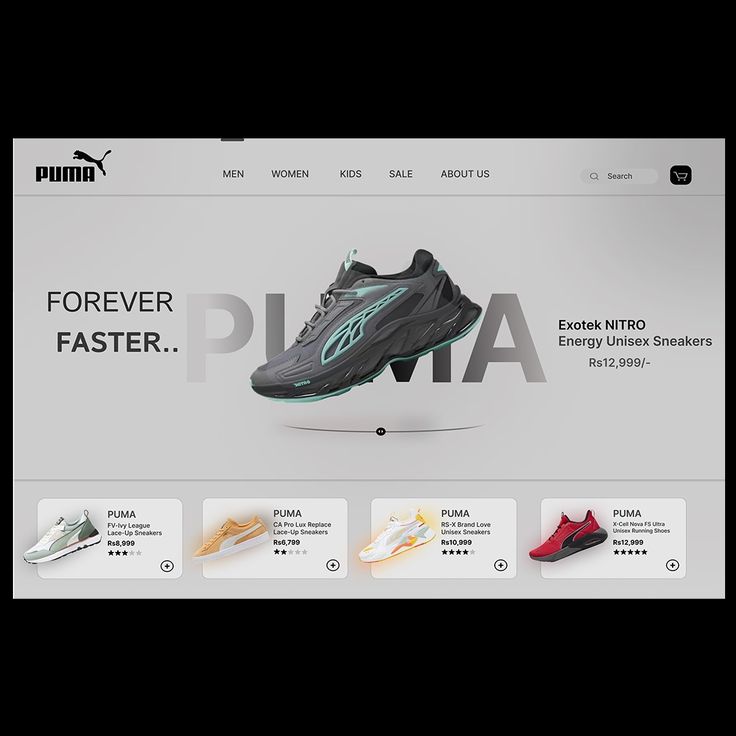 PUMA
MEN
WOMEN
KIDS
SALE
ABOUT US
Search
FOREVER
FASTER..
PUMA
NITRO
Exotek NITRO
Energy Unisex Sneakers
Rs12,999/-
PUMA
FV-Ivy League
Lace-Up Sneakers
Rs8,999
PUMA
CA Pro Lux Replace
Lace-Up Sneakers
Rs6,799
PUMA
RS-X Brand Love
Unisex Sneakers
Rs10,999
PUMA
X-Cell Nova FS Ultra
Unisex Running Shoes
Rs12,999